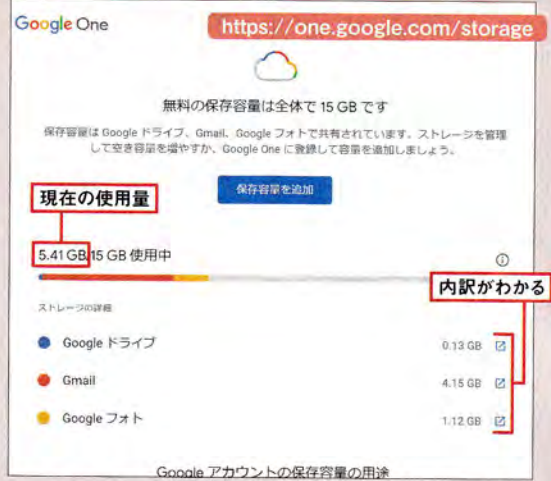 Google One
https://one.google.com/storage
無料の保存容量は全体で 15 GB です
保存容量は Google ドライブ、Gmail、Google フォトで共有されています。ストレージを管理
して空き容量を増やすか、Google One に登録して容量を追加しましょう。
保存容量を追加
現在の使用量
5.41 GB/15 GB 使用中
内訳がわかる
ストレージの詳細
Google ドライブ 0.13 GB
Gmail 4.15 GB
Google フォト 1.12 GB
Google アカウントの保存容量の用途